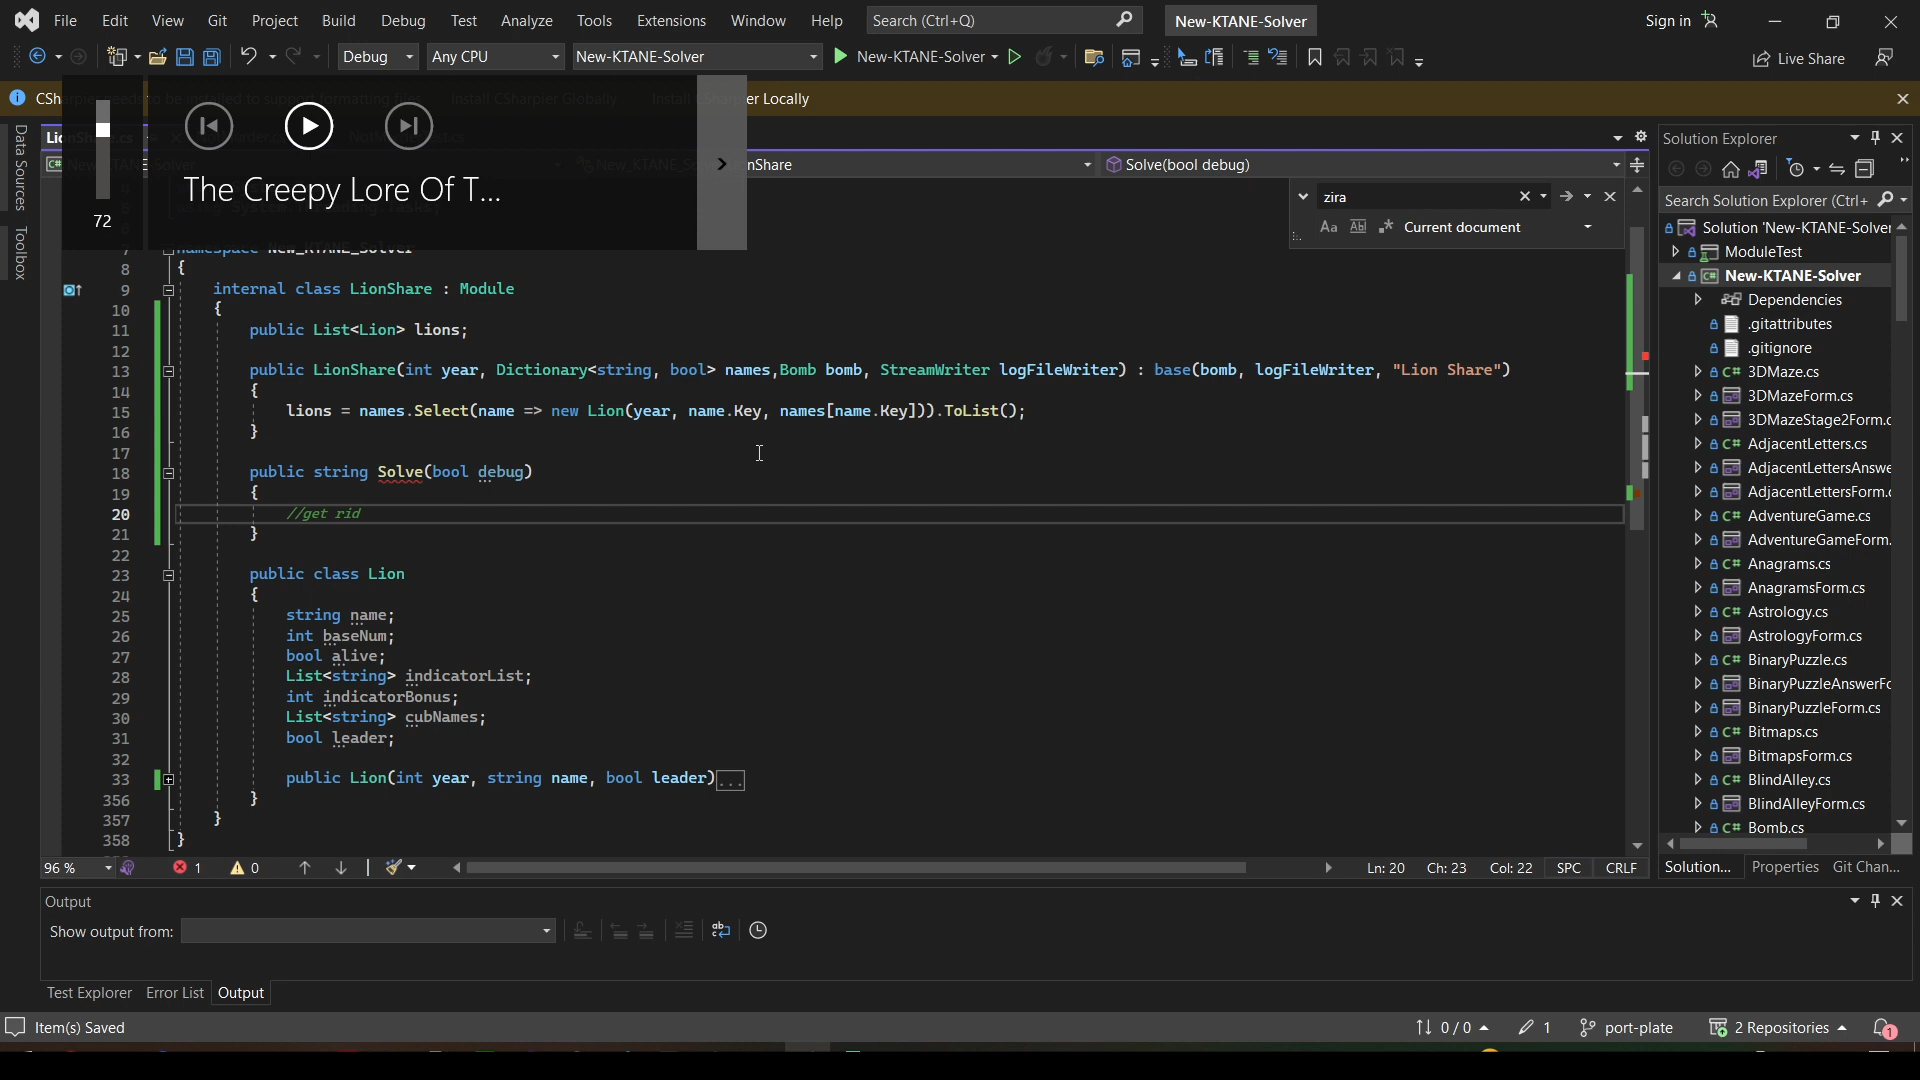 File Edit View Git Project Build Debug Test Analyze Tools Extensions Window Help Search (Ctrl+Q) New-KTANE-Solver Sign in
Debug Any CPU New-KTANE-Solver New-KTANE-Solver Live Share
Data Sources
Toolbox
The Creepy Lore Of T...
72
nShare Solve(bool debug)
zira
Current document
7 namespace New_KTANE_Solver
8 {
9 internal class LionShare : Module
10 {
11 public List<Lion> lions;
12
13 public LionShare(int year, Dictionary<string, bool> names,Bomb bomb, StreamWriter logFileWriter) : base(bomb, logFileWriter, "Lion Share")
14 {
15 lions = names.Select(name => new Lion(year, name.Key, names[name.Key])).ToList();
16 }
17
18 public string Solve(bool debug)
19 {
20 //get rid
21 }
22
23 public class Lion
24 {
25 string name;
26 int baseNum;
27 bool alive;
28 List<string> indicatorList;
29 int indicatorBonus;
30 List<string> cubNames;
31 bool leader;
32
33 public Lion(int year, string name, bool leader)...
356 }
357 }
358 }
96 % 1 0 Ln: 20 Ch: 23 Col: 22 SPC CRLF
Solution Explorer
Search Solution Explorer (Ctrl+
Solution 'New-KTANE-Solver
ModuleTest
New-KTANE-Solver
Dependencies
.gitattributes
.gitignore
3DMaze.cs
3DMazeForm.cs
3DMazeStage2Form.c
AdjacentLetters.cs
AdjacentLettersAnswe
AdjacentLettersForm.c
AdventureGame.cs
AdventureGameForm.
Anagrams.cs
AnagramsForm.cs
Astrology.cs
AstrologyForm.cs
BinaryPuzzle.cs
BinaryPuzzleAnswerFo
BinaryPuzzleForm.cs
Bitmaps.cs
BitmapsForm.cs
BlindAlley.cs
BlindAlleyForm.cs
Bomb.cs
Solution... Properties Git Chan...
Output
Show output from:
Test Explorer Error List Output
Item(s) Saved 0 / 0 1 port-plate 2 Repositories 1